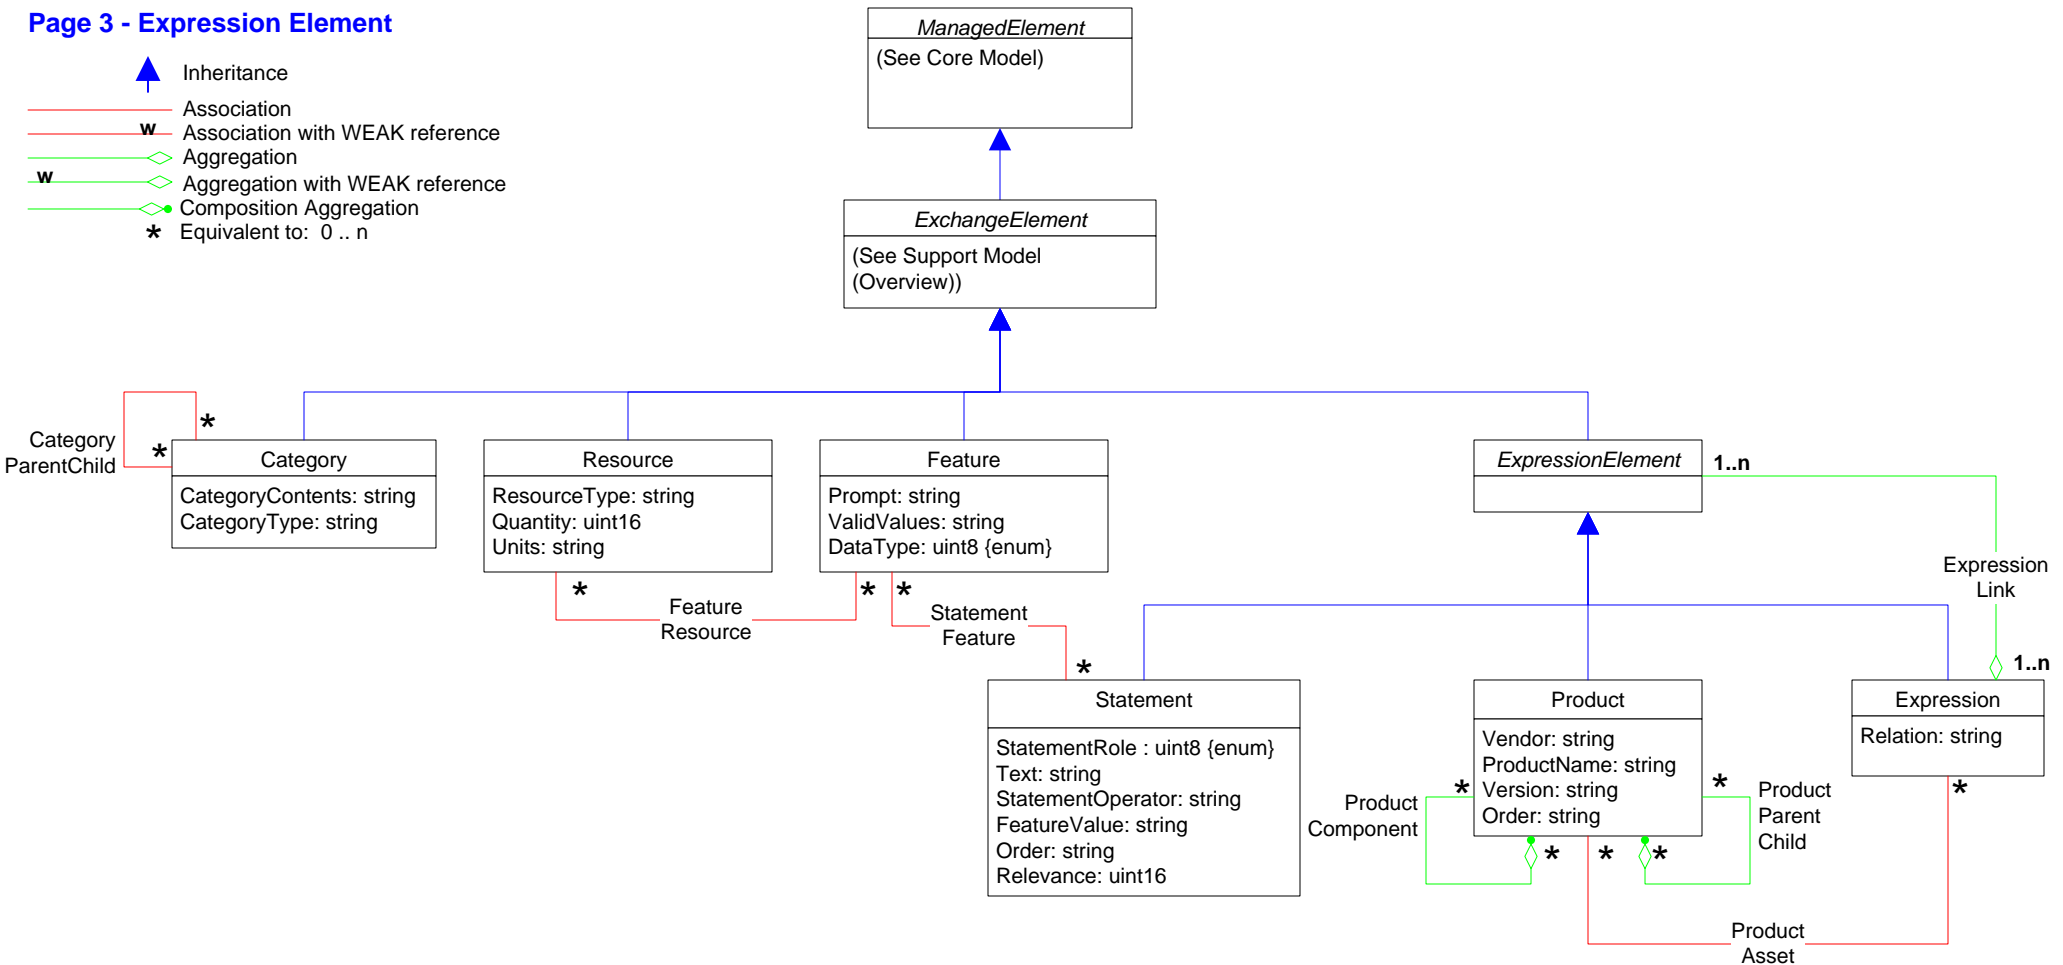 Page 3 - Expression Element
Inheritance
Association
w
Association with WEAK reference
Aggregation
w
Aggregation with WEAK reference
Composition Aggregation
* Equivalent to: 0 .. n
ManagedElement
(See Core Model)
ExchangeElement
(See Support Model
(Overview))
Category
ParentChild
*
*
Category
CategoryContents: string
CategoryType: string
Resource
ResourceType: string
Quantity: uint16
Units: string
Feature
Prompt: string
ValidValues: string
DataType: uint8 {enum}
ExpressionElement
1..n
Expression
Link
1..n
*
Feature
Resource
*
*
Statement
Feature
*
Statement
StatementRole : uint8 {enum}
Text: string
StatementOperator: string
FeatureValue: string
Order: string
Relevance: uint16
Product
Vendor: string
ProductName: string
Version: string
Order: string
Expression
Relation: string
Product
Component
*
*
*
*
*
Product
Parent
Child
*
Product
Asset